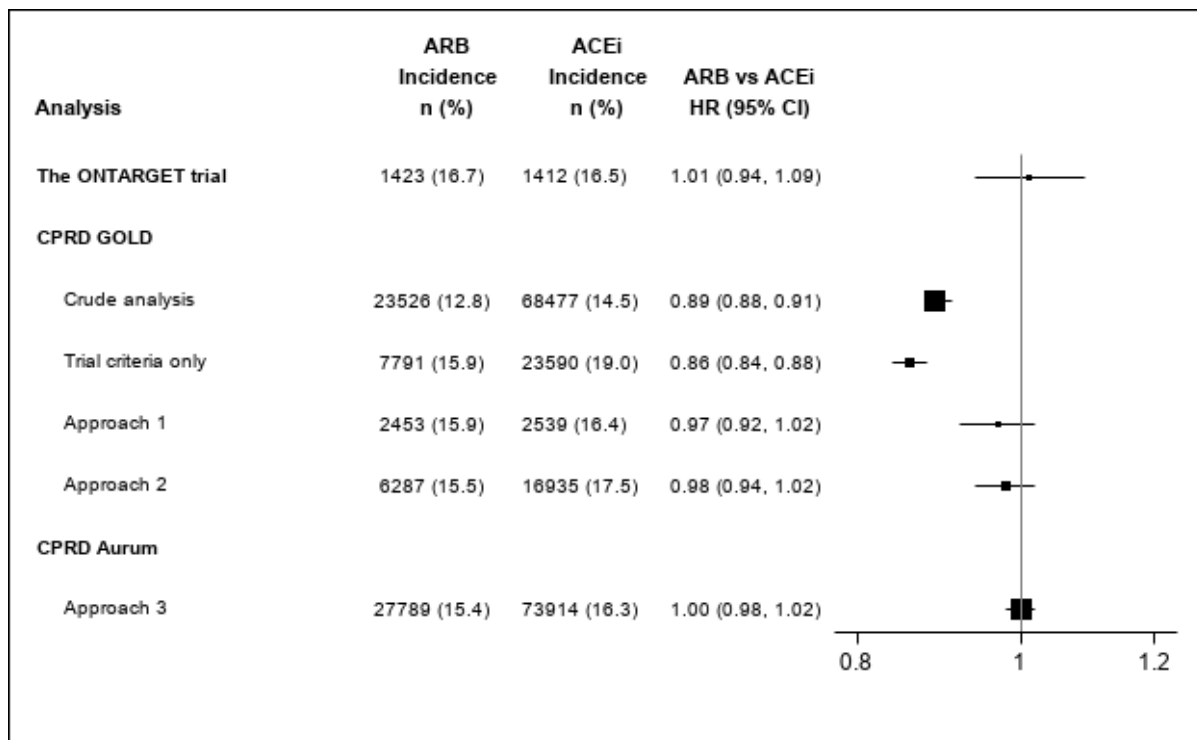 ARB ACEi
Incidence Incidence ARB vs ACEi
Analysis n (%) n (%) HR (95% CI)
The ONTARGET trial 1423 (16.7) 1412 (16.5) 1.01 (0.94, 1.09)
CPRD GOLD
Crude analysis 23526 (12.8) 68477 (14.5) 0.89 (0.88, 0.91)
Trial criteria only 7791 (15.9) 23590 (19.0) 0.86 (0.84, 0.88)
Approach 1 2453 (15.9) 2539 (16.4) 0.97 (0.92, 1.02)
Approach 2 6287 (15.5) 16935 (17.5) 0.98 (0.94, 1.02)
CPRD Aurum
Approach 3 27789 (15.4) 73914 (16.3) 1.00 (0.98, 1.02)
0.8 1 1.2